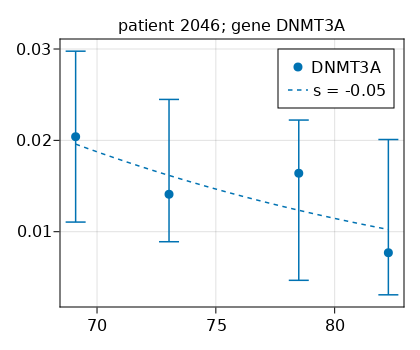 patient 2046; gene DNMT3A
0.03
0.02
0.01
DNMT3A
s = -0.05
70
75
80